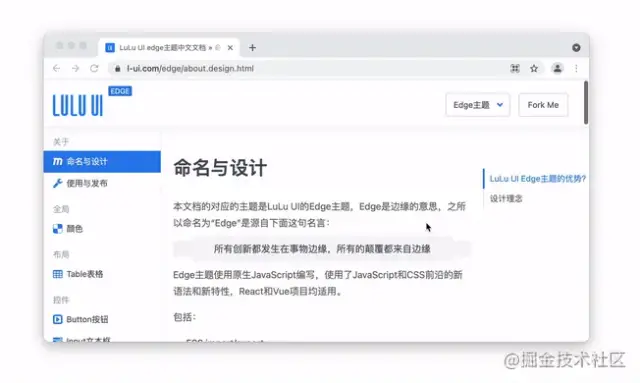 LuLu UI edge主题中文文档 »
l-ui.com/edge/about.design.html
LULU UI
EDGE
Edge主题
Fork Me
关于
命名与设计
使用与发布
全局
颜色
布局
Table表格
控件
Button按钮
Input文本框
命名与设计
本文档的对应的主题是LuLu UI的Edge主题，Edge是边缘的意思，之所
以命名为“Edge”是源自下面这句名言：
所有创新都发生在事物边缘，所有的颠覆都来自边缘
Edge主题使用原生JavaScript编写，使用了JavaScript和CSS前沿的新
语法和新特性，React和Vue项目均适用。
包括：
LuLu UI Edge主题的优势?
设计理念
@掘金技术社区